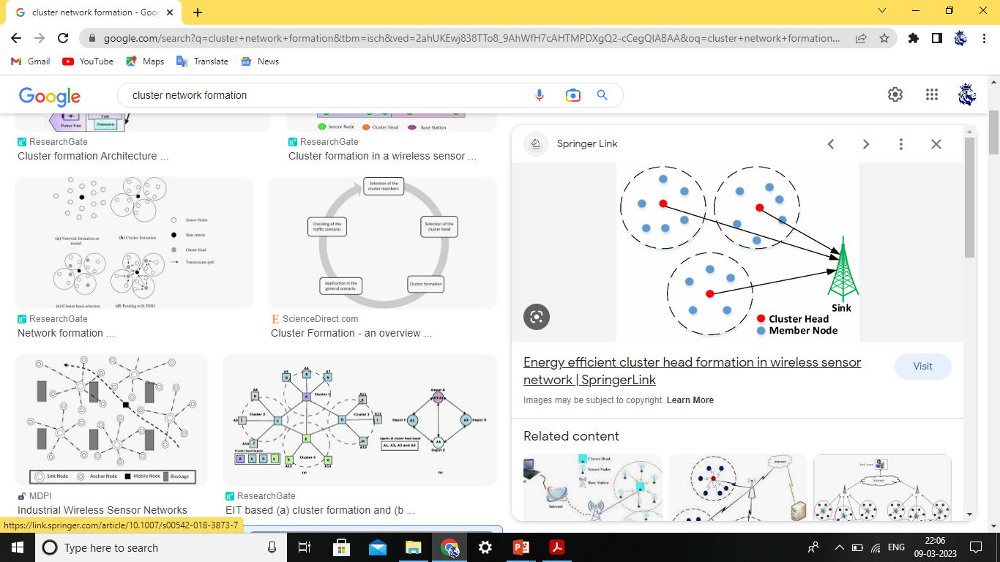 cluster network formation - Goog
google.com/search?q=cluster+network+formation&tbm=isch&ved=2ahUKEwj838TTo8_9AhWfH7cAHTMPDXgQ2-cCegQIABAA&oq=cluster+network+formation...
Gmail
YouTube
Maps
Translate
News
Google
cluster network formation
Power Unit
Unit
Transceiver
Sensor Node
Cluster Head
Base Station
ResearchGate
Cluster formation Architecture ...
ResearchGate
Cluster formation in a wireless sensor ...
(a) Network formation or
model
(b) Cluster formation
(c) Cluster head selection
(d) Routing with DHO
Sensor Nodes
Base station
Cluster Head
Transmission path
Selection of the
cluster members
Selection of the
cluster head
Cluster formation
Application in the
general scenario
Checking of the
traffic scenario
ResearchGate
Network formation ...
ScienceDirect.com
Cluster Formation - an overview ...
Sink Node
Anchor Node
Mobile Node
Blockage
Cluster 1
Cluster 2
Cluster 3
Cluster 4
Cluster head depots
Agents at cluster head depot
A1, A2, A3 and A4
Depot A
Depot C
Depot D
Depot E
(a)
(b)
MDPI
Industrial Wireless Sensor Networks
ResearchGate
EIT based (a) cluster formation and (b ...
Springer Link
Sink
Cluster Head
Member Node
Energy efficient cluster head formation in wireless sensor
network | SpringerLink
Visit
Images may be subject to copyright. Learn More
Related content
Cluster Head
Sensor Nodes
Base Station
Internet
Internet
End user
Internet
https://link.springer.com/article/10.1007/s00542-018-3873-7
Type here to search
ENG
22:06
09-03-2023